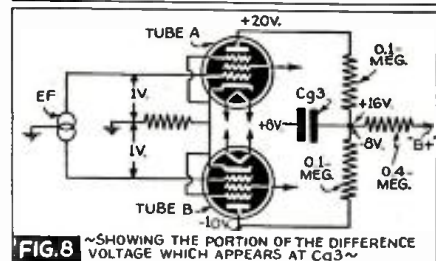 TUBE A
+20V.
0.1-
MEG.
EF
1V.
Cg3
+16V.
+8V
-8V.
B+
1V.
0.1-
MEG.
0.4-
MEG.
TUBE B
-10V.
FIG.8 ~SHOWING THE PORTION OF THE DIFFERENCE
VOLTAGE WHICH APPEARS AT Cg3~